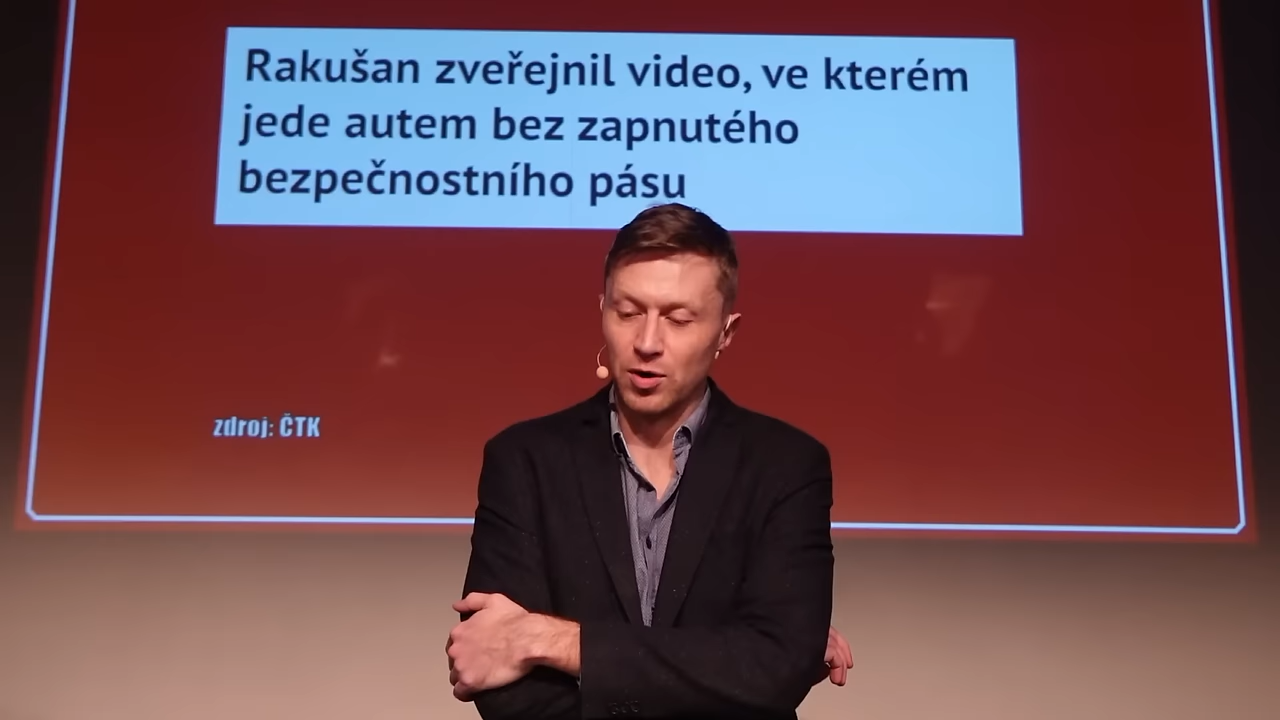 Rakušan zveřejnil video, ve kterém
jede autem bez zapnutého
bezpečnostního pásu
zdroj: ČTK